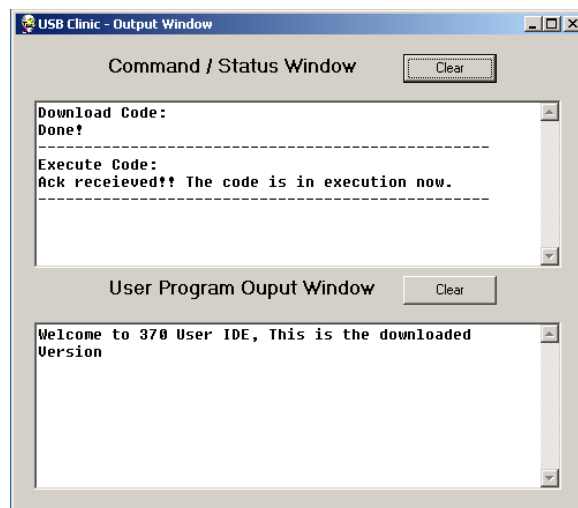 USB Clinic - Output Window
Command / Status Window
Clear
Download Code:
Done!
-------------------------------------------------
Execute Code:
Ack receieved!! The code is in execution now.
-------------------------------------------------
User Program Ouput Window
Clear
Welcome to 370 User IDE, This is the downloaded
Version